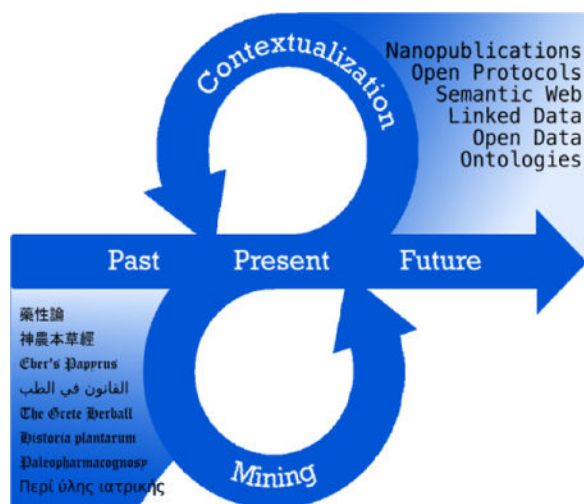 Contextualization
Nanopublications
Open Protocols
Semantic Web
Linked Data
Open Data
Ontologies
Past Present Future
藥性論
神農本草經
Eber's Papyrus
القانون في الطب
The Grete Herball
Historia plantarum
Paleopharmacognosy
Περί ύλης ιατρικής
Mining